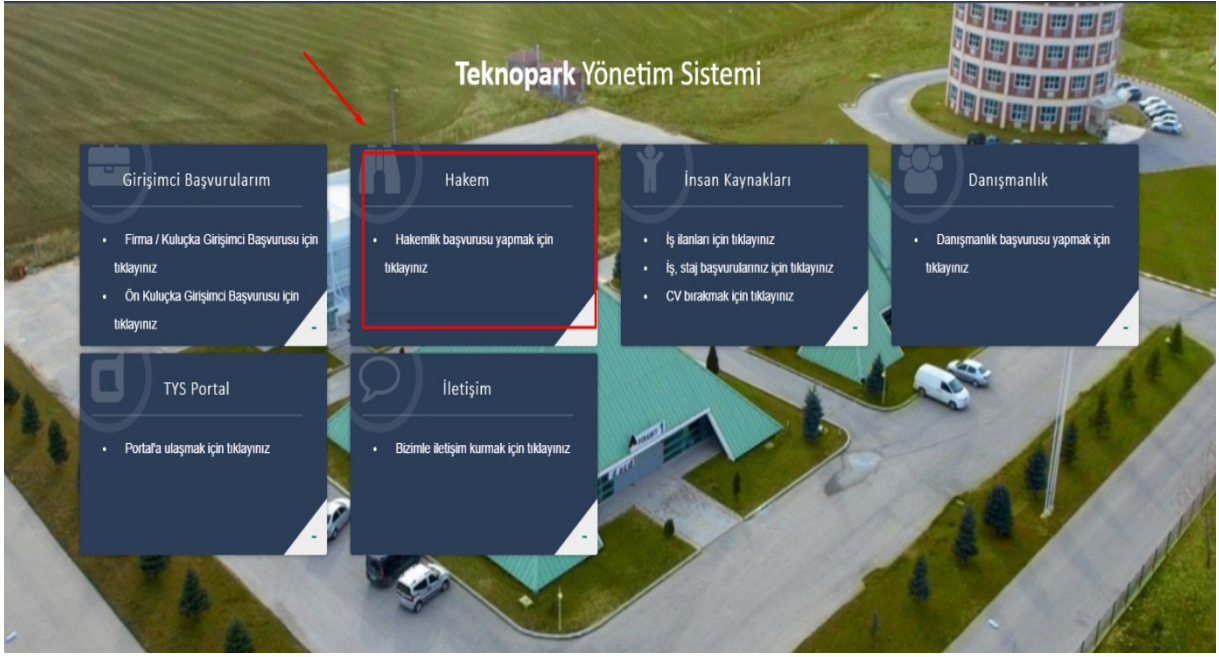 Teknopark Yönetim Sistemi
Girişimci Başvurularım
Firma / Kuluçka Girişimci Başvurusu için
tıklayınız
Ön Kuluçka Girişimci Başvurusu için
tıklayınız
Hakem
Hakemlik başvurusu yapmak için
tıklayınız
İnsan Kaynakları
İş ilanları için tıklayınız
İş, staj başvurularınız için tıklayınız
CV bırakmak için tıklayınız
Danışmanlık
Danışmanlık başvurusu yapmak için
tıklayınız
TYS Portal
Portal'a ulaşmak için tıklayınız
İletişim
Bizimle iletişim kurmak için tıklayınız